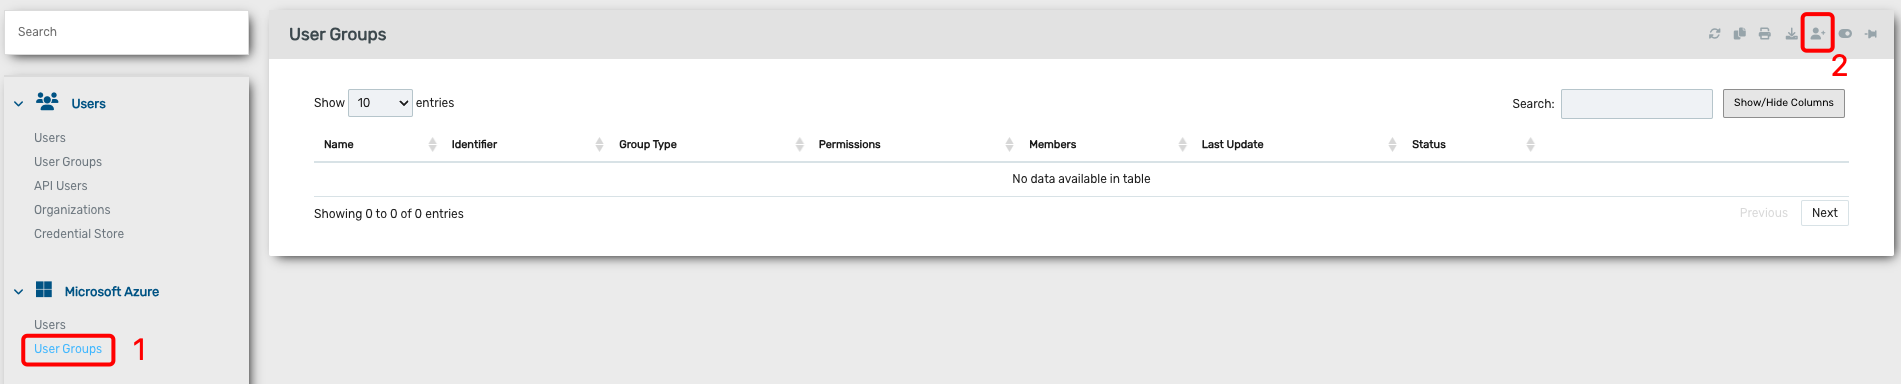 Search
Users
Users
User Groups
API Users
Organizations
Credential Store
Microsoft Azure
Users
User Groups
1
User Groups
2
Show 10 entries
Search:
Show/Hide Columns
Name Identifier Group Type Permissions Members Last Update Status
No data available in table
Showing 0 to 0 of 0 entries
Previous Next